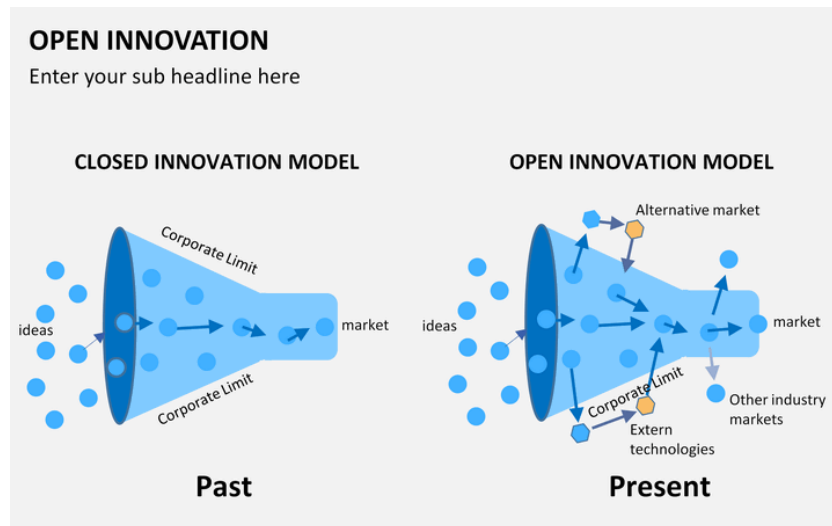 OPEN INNOVATION
Enter your sub headline here
CLOSED INNOVATION MODEL
Corporate Limit
ideas
market
Corporate Limit
Past
OPEN INNOVATION MODEL
Alternative market
ideas
market
Corporate Limit
Other industry
markets
Extern
technologies
Present